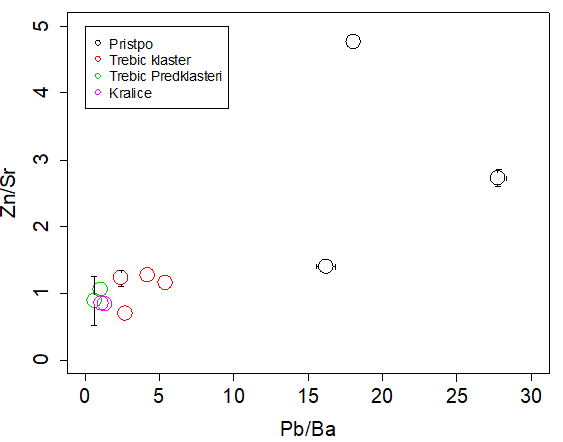 Pristpo
Trebic klaster
Trebic Predklasteri
Kralice
Zn/Sr
5
4
3
2
1
0
0 5 10 15 20 25 30
Pb/Ba